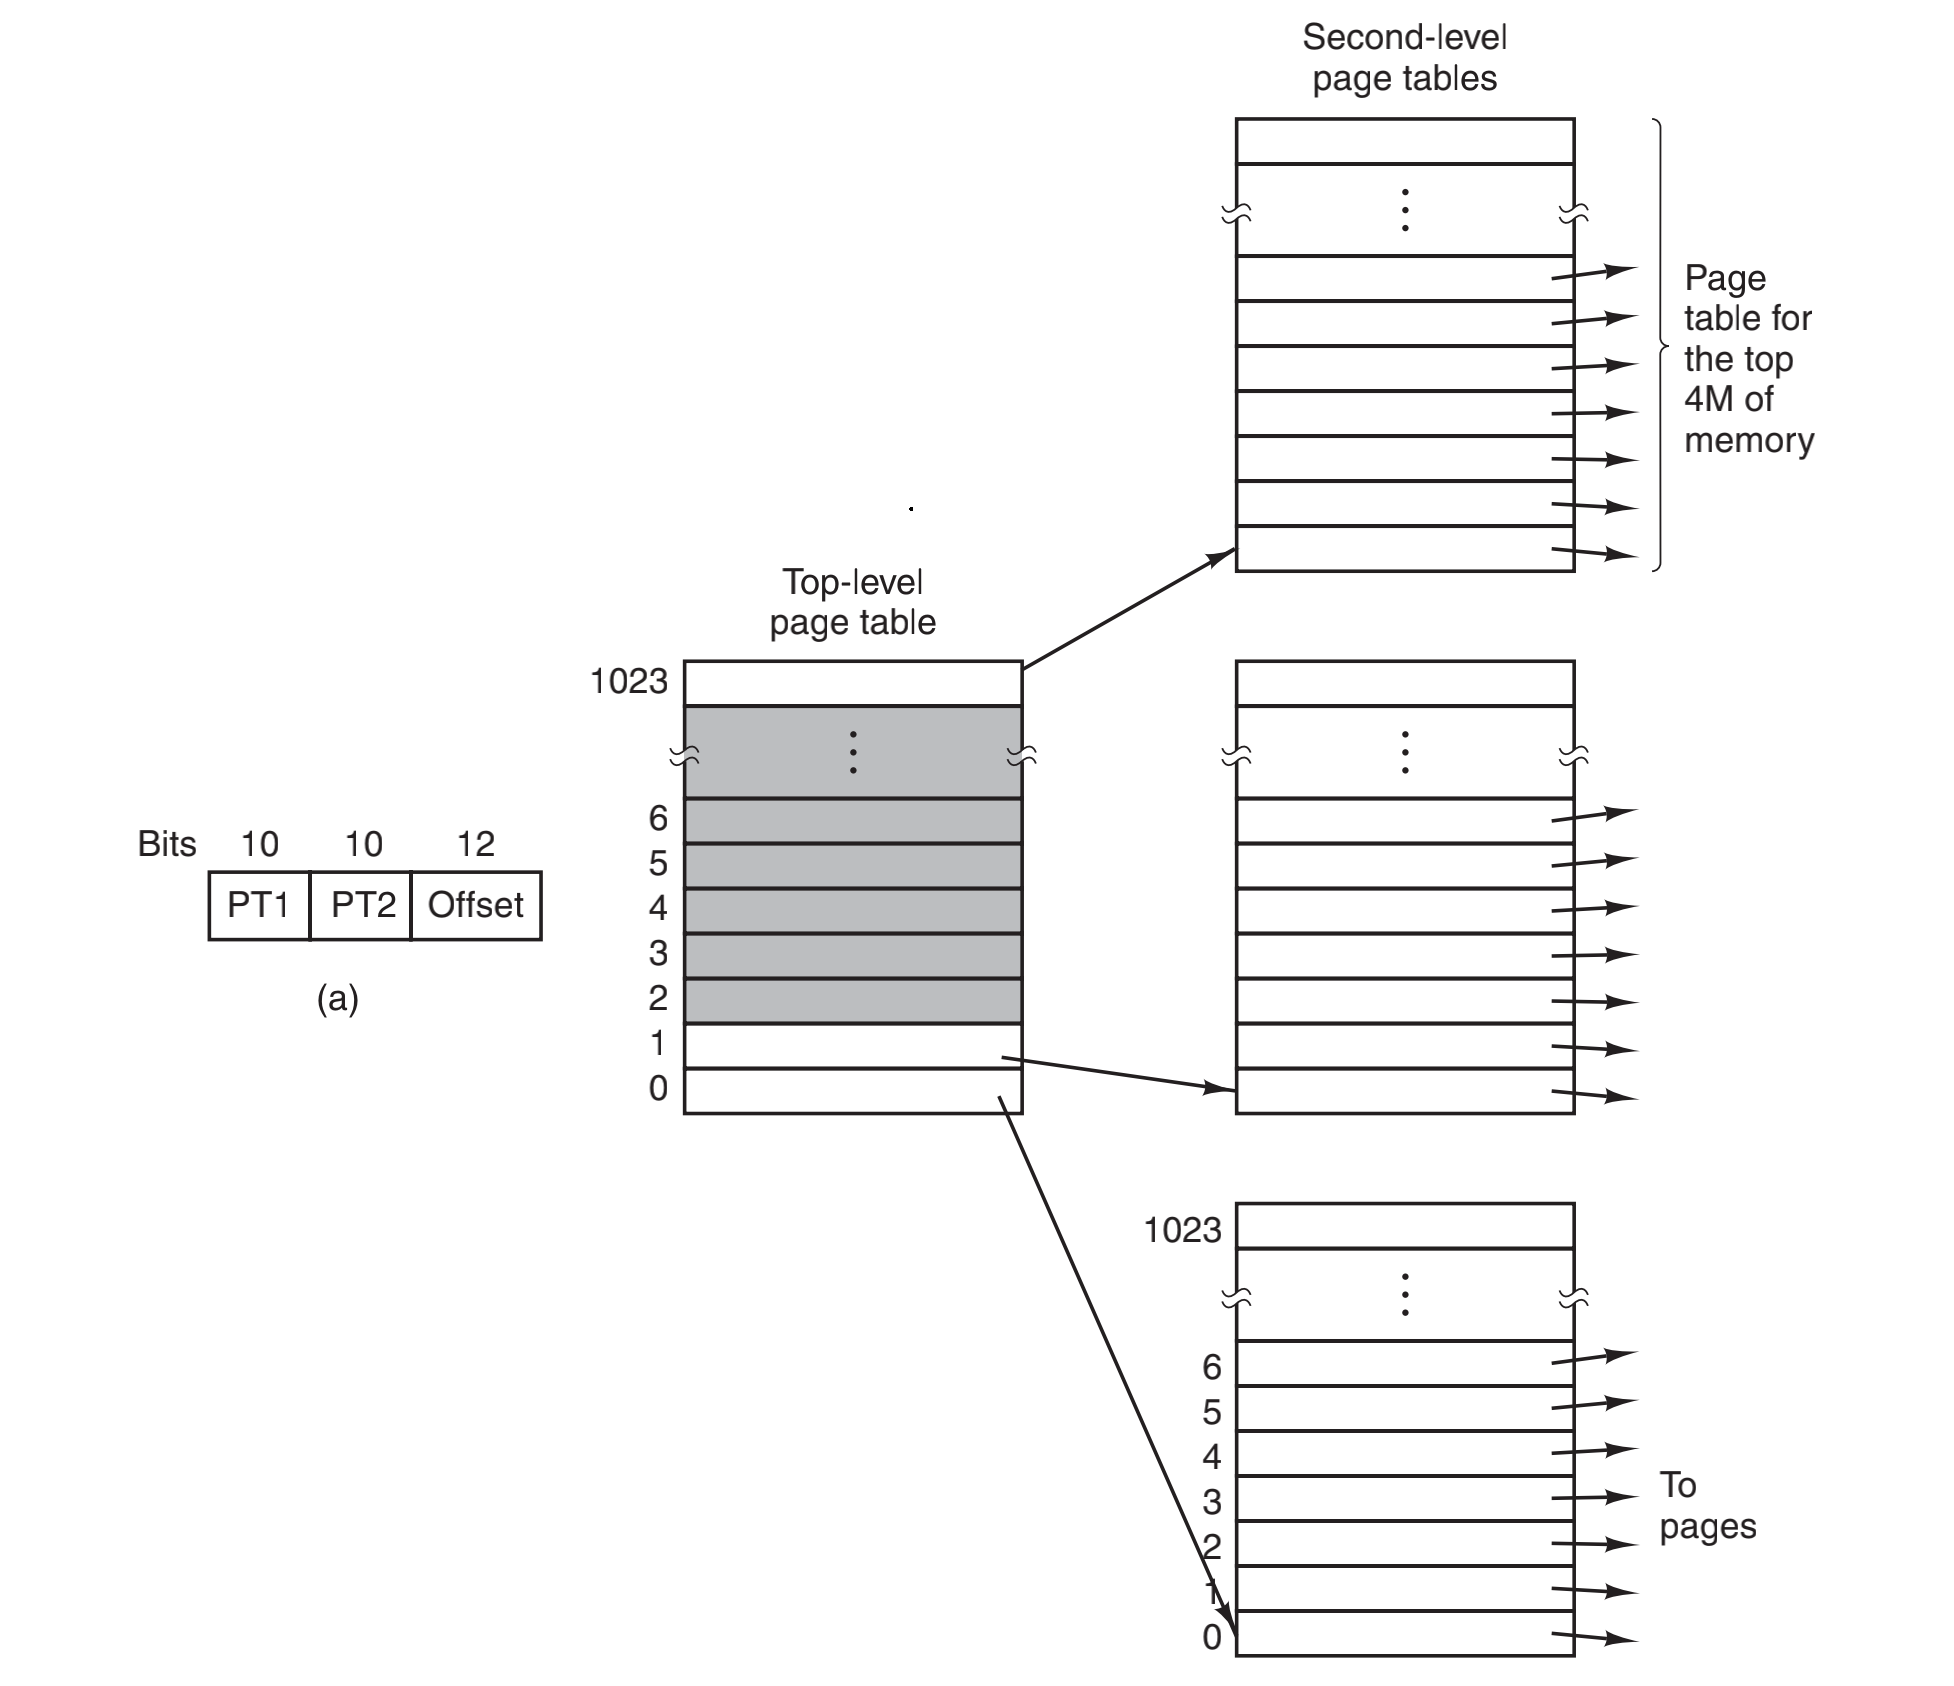 Second-level
page tables
Page
table for
the top
4M of
memory
Top-level
page table
1023
6
5
4
3
2
1
0
Bits 10 10 12
PT1 PT2 Offset
(a)
1023
6
5
4
3
2
1
0
To
pages